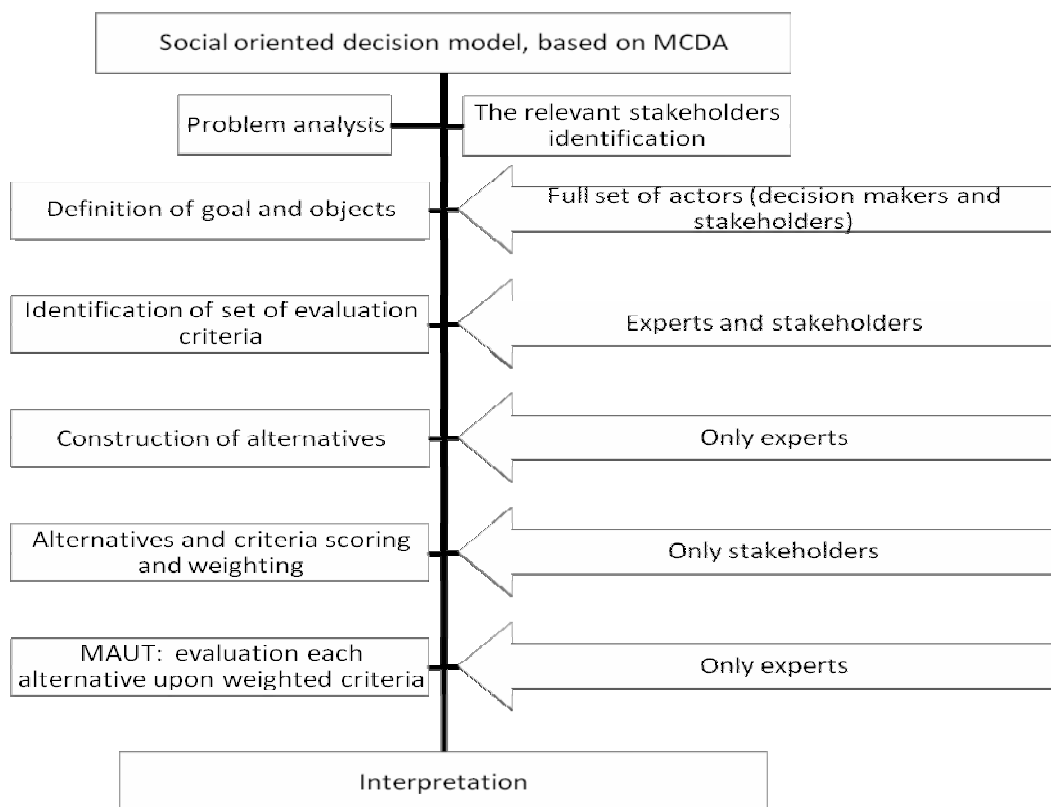 Social oriented decision model, based on MCDA
Problem analysis
The relevant stakeholders
identification
Definition of goal and objects
Full set of actors (decision makers and
stakeholders)
Identification of set of evaluation
criteria
Experts and stakeholders
Construction of alternatives
Only experts
Alternatives and criteria scoring
and weighting
Only stakeholders
MAUT: evaluation each
alternative upon weighted criteria
Only experts
Interpretation